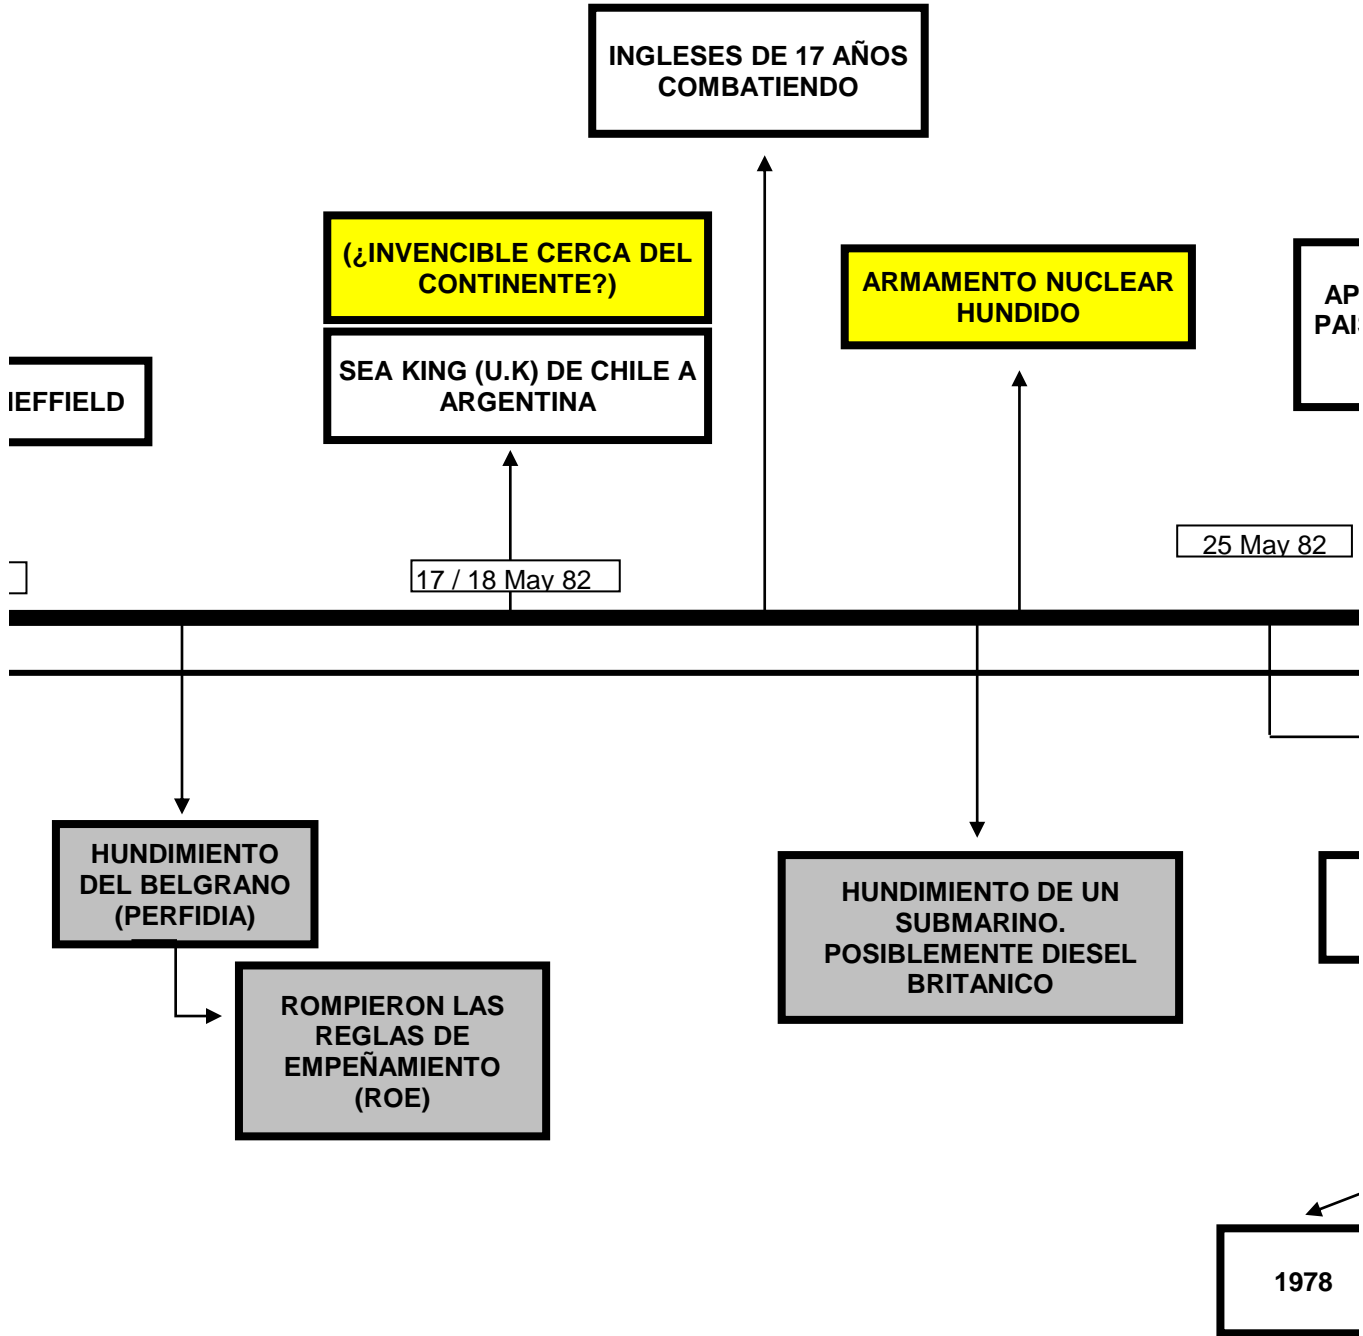 INGLESES DE 17 AÑOS
COMBATIENDO
(¿INVENCIBLE CERCA DEL
CONTINENTE?)
SEA KING (U.K) DE CHILE A
ARGENTINA
ARMAMENTO NUCLEAR
HUNDIDO
25 May 82
17 / 18 May 82
HUNDIMIENTO
DEL BELGRANO
(PERFIDIA)
ROMPIERON LAS
REGLAS DE
EMPEÑAMIENTO
(ROE)
HUNDIMIENTO DE UN
SUBMARINO.
POSIBLEMENTE DIESEL
BRITANICO
1978